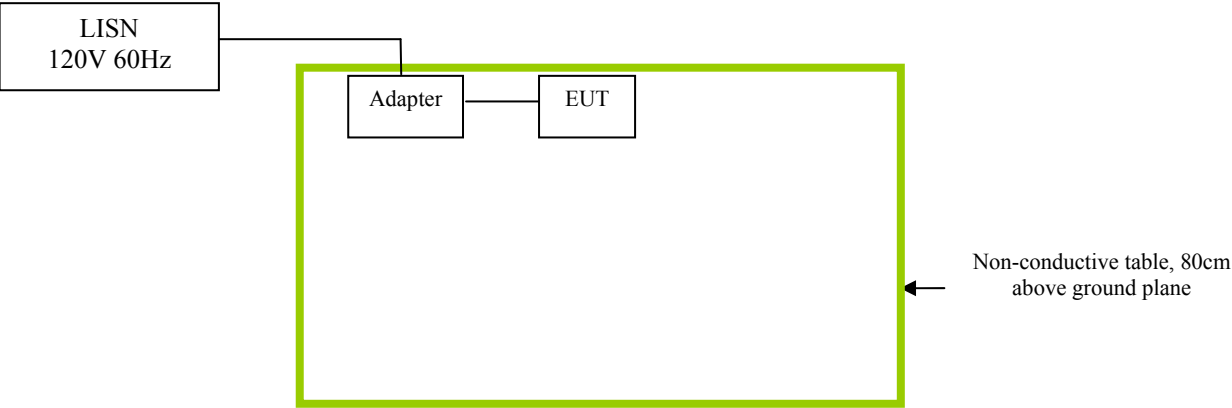 LISN
120V 60Hz
Adapter
EUT
Non-conductive table, 80cm
above ground plane